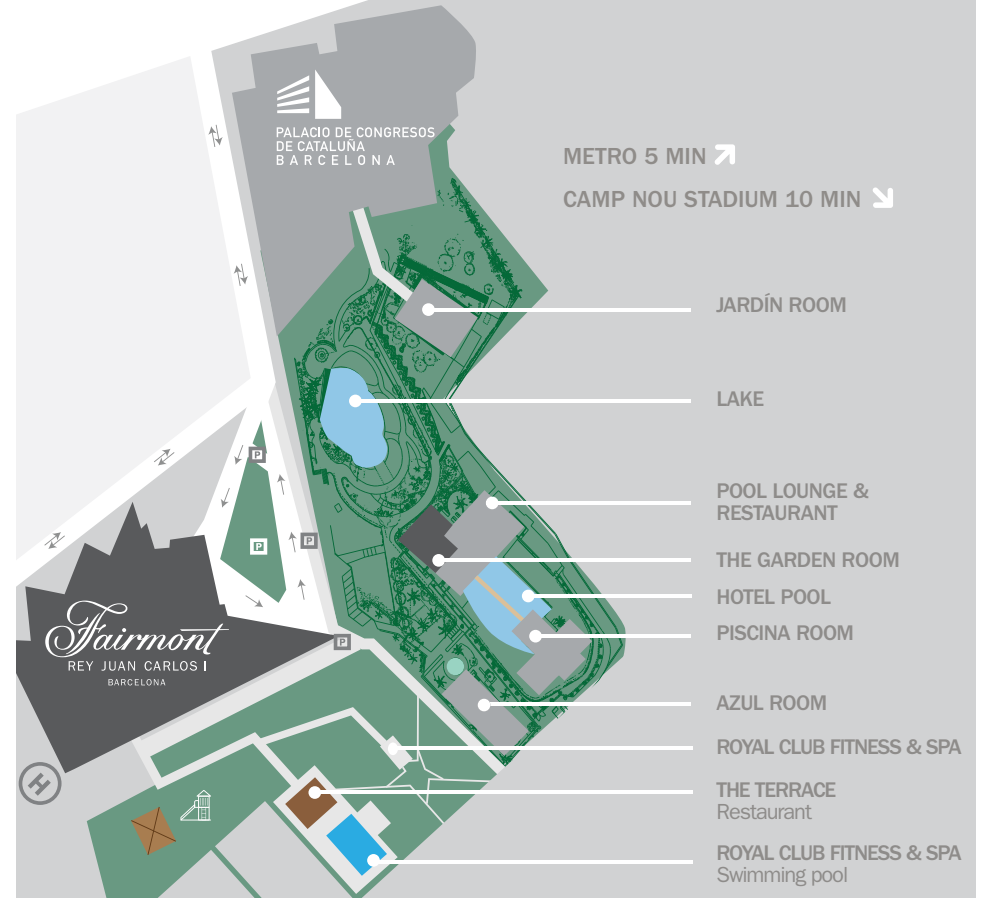 PALACIO DE CONGRESOS
DE CATALUÑA
BARCELONA
METRO 5 MIN
CAMP NOU STADIUM 10 MIN
JARDÍN ROOM
LAKE
POOL LOUNGE &
RESTAURANT
THE GARDEN ROOM
HOTEL POOL
PISCINA ROOM
AZUL ROOM
ROYAL CLUB FITNESS & SPA
THE TERRACE
Restaurant
ROYAL CLUB FITNESS & SPA
Swimming pool
P
P
P
P
Fairmont
REY JUAN CARLOS I
BARCELONA
H